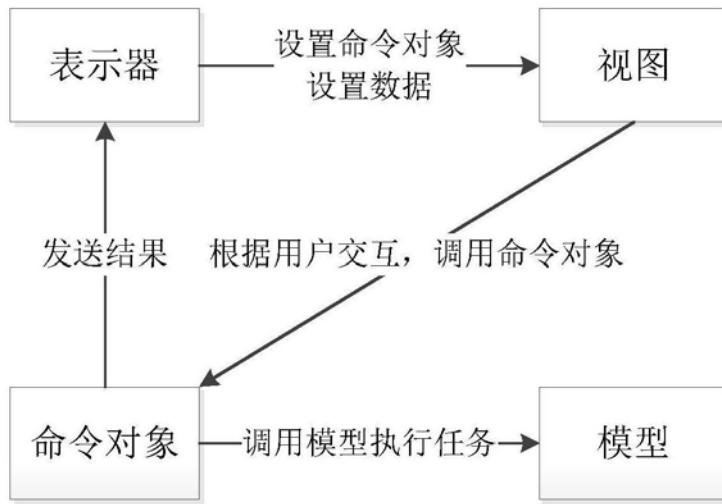 表示器
设置命令对象
设置数据
视图
发送结果
根据用户交互，调用命令对象
命令对象
调用模型执行任务
模型